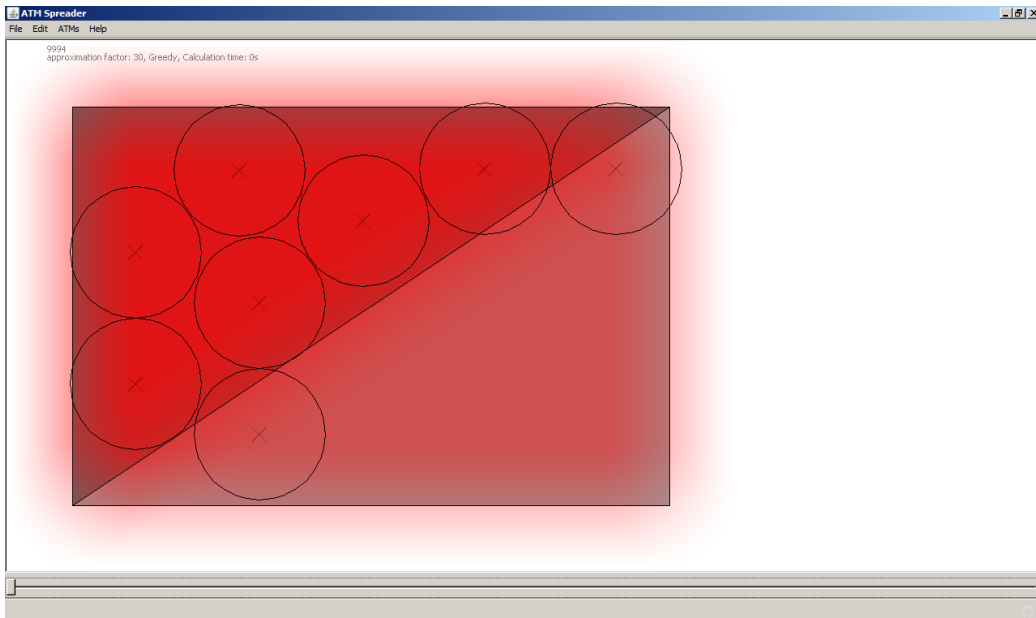 ATM Spreader
File Edit ATMs Help
9994
approximation factor: 30, Greedy, Calculation time: 0s